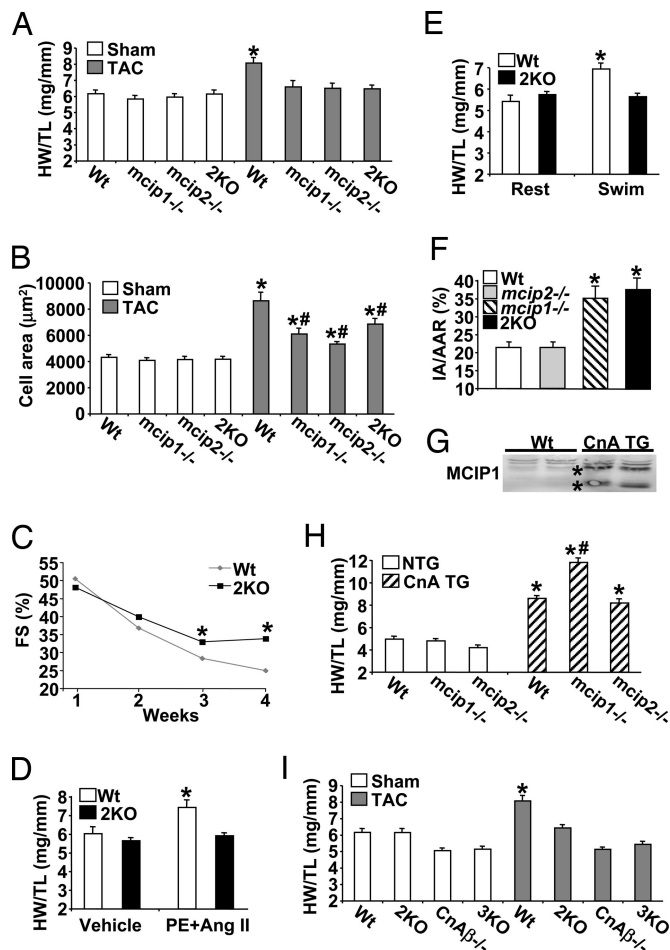 A
HW/TL (mg/mm)
9
8
7
6
5
4
3
2
Sham
TAC
*
Wt
mcip1-/-
mcip2-/-
2KO
Wt
mcip1-/-
mcip2-/-
2KO
B
Cell area (μm²)
10000
8000
6000
4000
2000
0
Sham
TAC
*
*#
*#
*#
Wt
mcip1-/-
mcip2-/-
2KO
Wt
mcip1-/-
mcip2-/-
2KO
C
FS (%)
55
50
45
40
35
30
25
20
Wt
2KO
*
*
1 2 3 4
Weeks
D
HW/TL (mg/mm)
8
7
6
5
4
3
2
Wt
2KO
*
Vehicle PE+Ang II
E
HW/TL (mg/mm)
7
6
5
4
3
2
Wt
2KO
*
Rest Swim
F
IA/AAR (%)
40
35
30
25
20
15
10
Wt
mcip2-/-
mcip1-/-
2KO
*
*
G
Wt CnA TG
MCIP1
*
*
H
HW/TL (mg/mm)
12
10
8
6
4
2
NTG
CnA TG
*
*#
*
Wt
mcip1-/-
mcip2-/-
Wt
mcip1-/-
mcip2-/-
I
HW/TL (mg/mm)
9
8
7
6
5
4
3
2
Sham
TAC
*
Wt
2KO
CnAβ-/-
3KO
Wt
2KO
CnAβ-/-
3KO